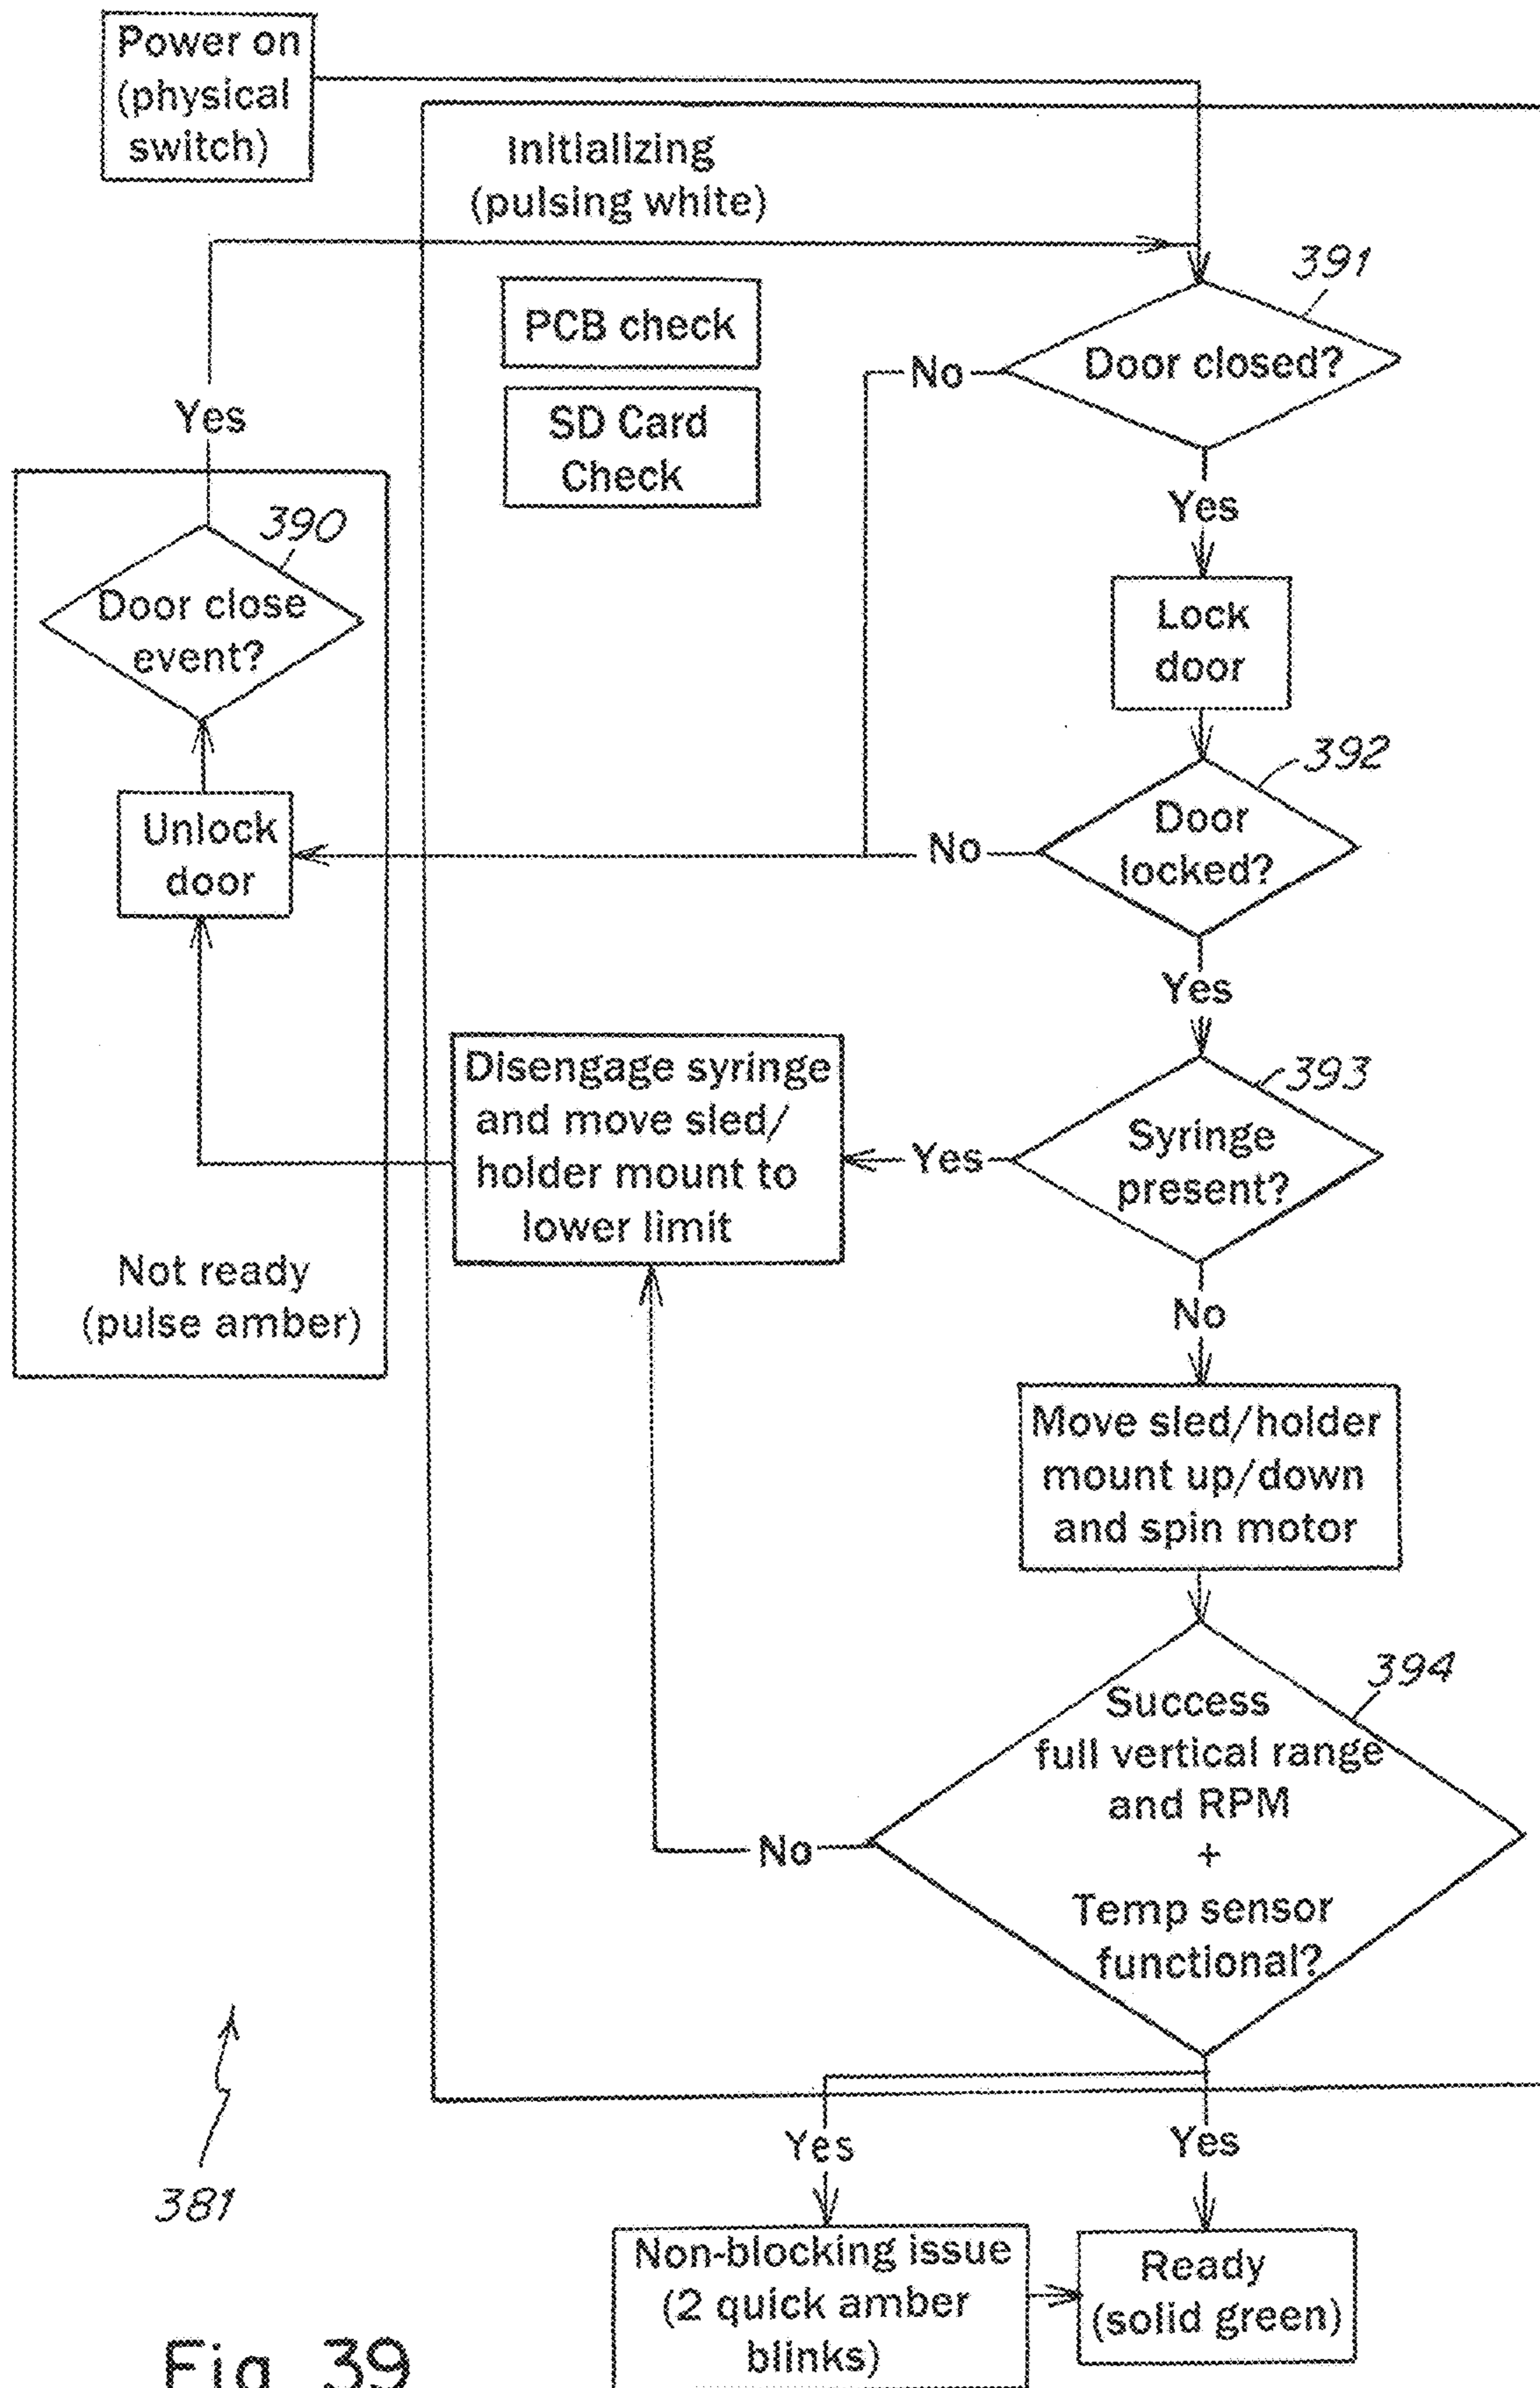 Power on
(physical
switch)
Initializing
(pulsing white)
391
PCB check
Door closed?
No
SD Card
Check
Yes
Yes
390
Door close
event?
Lock
door
392
Unlock
door
Door
locked?
No
Yes
Disengage syringe
and move sled/
holder mount to
lower limit
393
Syringe
present?
Yes
Not ready
(pulse amber)
No
Move sled/holder
mount up/down
and spin motor
394
Success
full vertical range
and RPM
+
Temp sensor
functional?
No
381
Yes
Yes
Non-blocking issue
(2 quick amber
blinks)
Ready
(solid green)
Fig 39